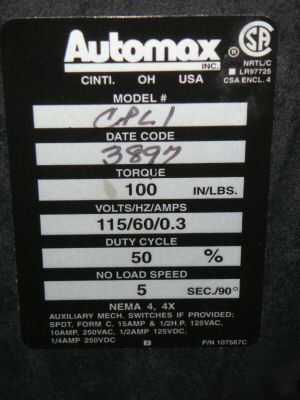 Automax INC. ®
SA
NRTL/C
LR97725
CSA ENCL. 4
CINTI. OH USA
MODEL #
CPL1
DATE CODE
3897
TORQUE
100 IN/LBS.
VOLTS/HZ/AMPS
115/60/0.3
DUTY CYCLE
50 %
NO LOAD SPEED
5 SEC./90°
NEMA 4, 4X
AUXILIARY MECH. SWITCHES IF PROVIDED:
SPDT, FORM C, 15AMP & 1/2H.P. 125VAC,
10AMP, 250VAC, 1/2AMP 125VDC,
1/4AMP 250VDC
B P/N 107567C